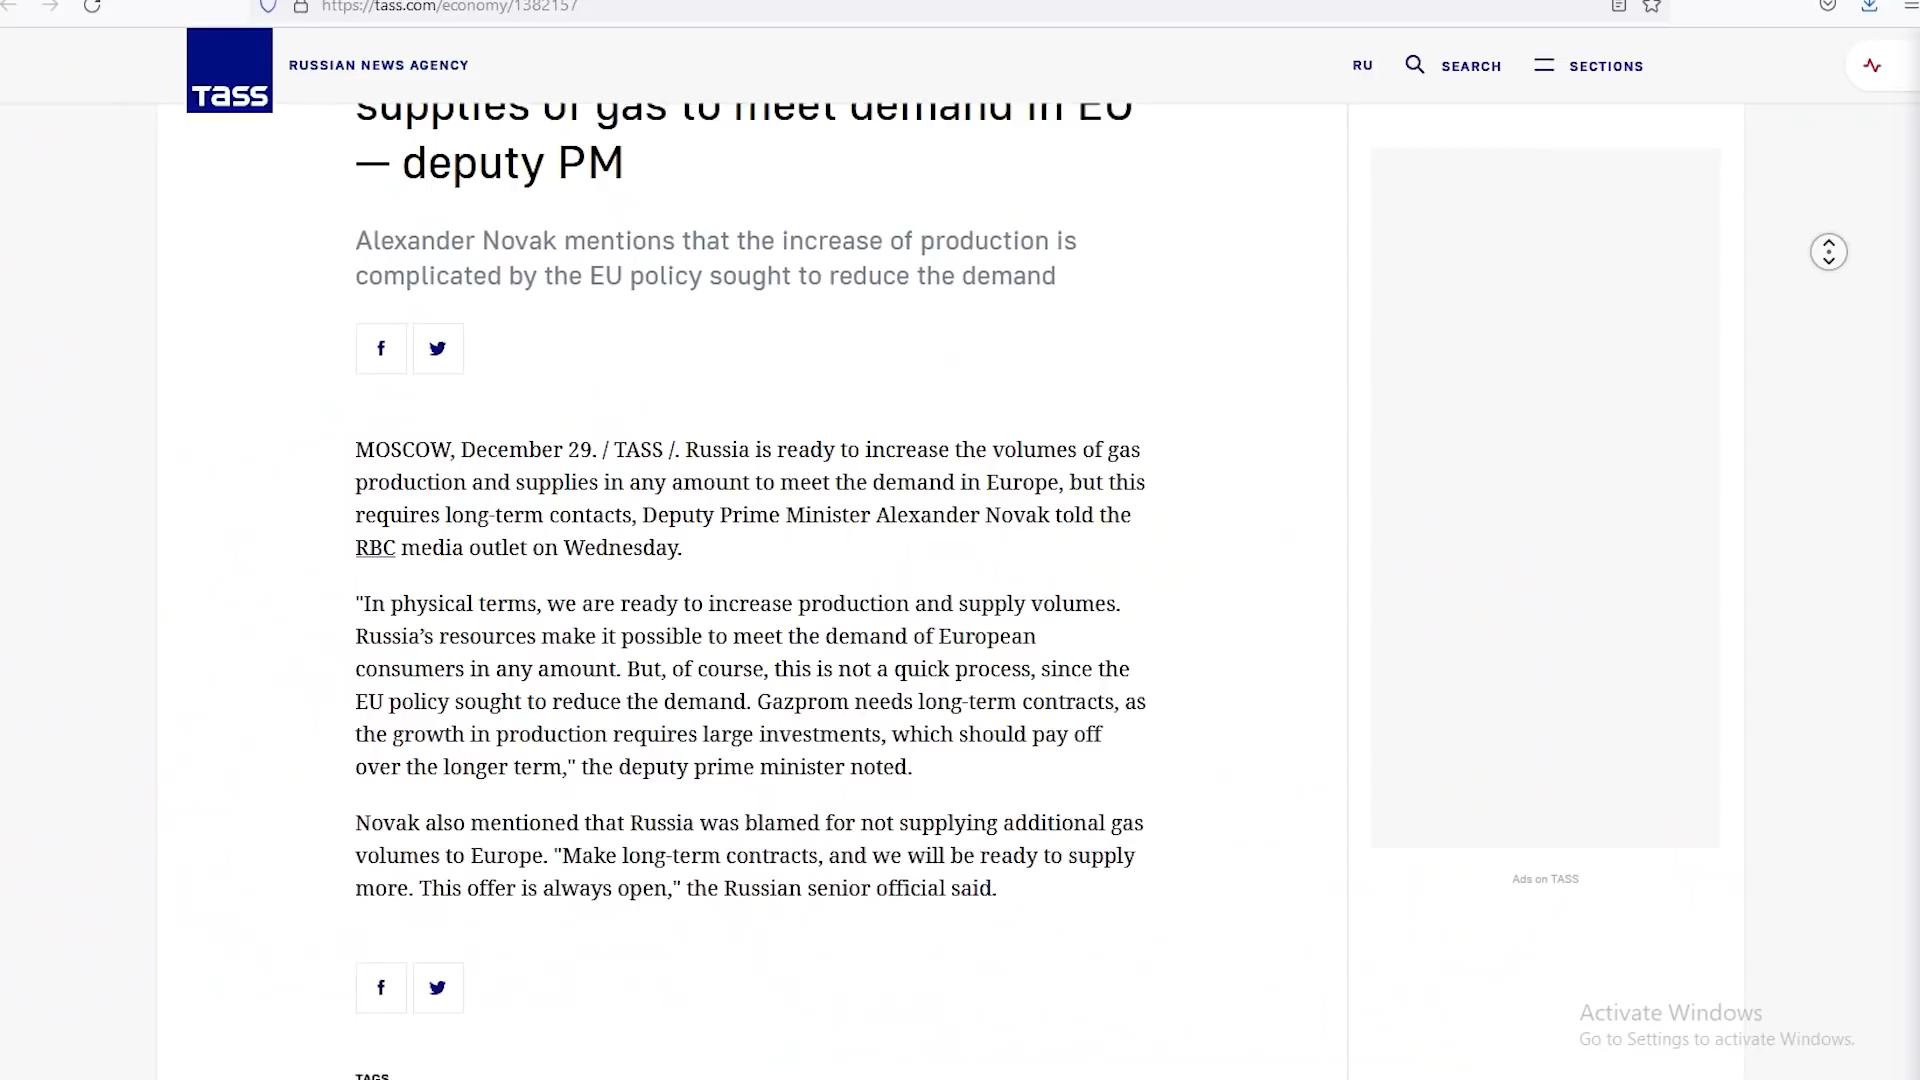 https://tass.com/economy/1382157
TASS
RUSSIAN NEWS AGENCY
RU
SEARCH
SECTIONS
supplies of gas to meet demand in EU
— deputy PM
Alexander Novak mentions that the increase of production is
complicated by the EU policy sought to reduce the demand
MOSCOW, December 29. / TASS /. Russia is ready to increase the volumes of gas
production and supplies in any amount to meet the demand in Europe, but this
requires long-term contacts, Deputy Prime Minister Alexander Novak told the
RBC media outlet on Wednesday.
"In physical terms, we are ready to increase production and supply volumes.
Russia’s resources make it possible to meet the demand of European
consumers in any amount. But, of course, this is not a quick process, since the
EU policy sought to reduce the demand. Gazprom needs long-term contracts, as
the growth in production requires large investments, which should pay off
over the longer term," the deputy prime minister noted.
Novak also mentioned that Russia was blamed for not supplying additional gas
volumes to Europe. "Make long-term contracts, and we will be ready to supply
more. This offer is always open," the Russian senior official said.
Ads on TASS
Activate Windows
Go to Settings to activate Windows.
TAGS